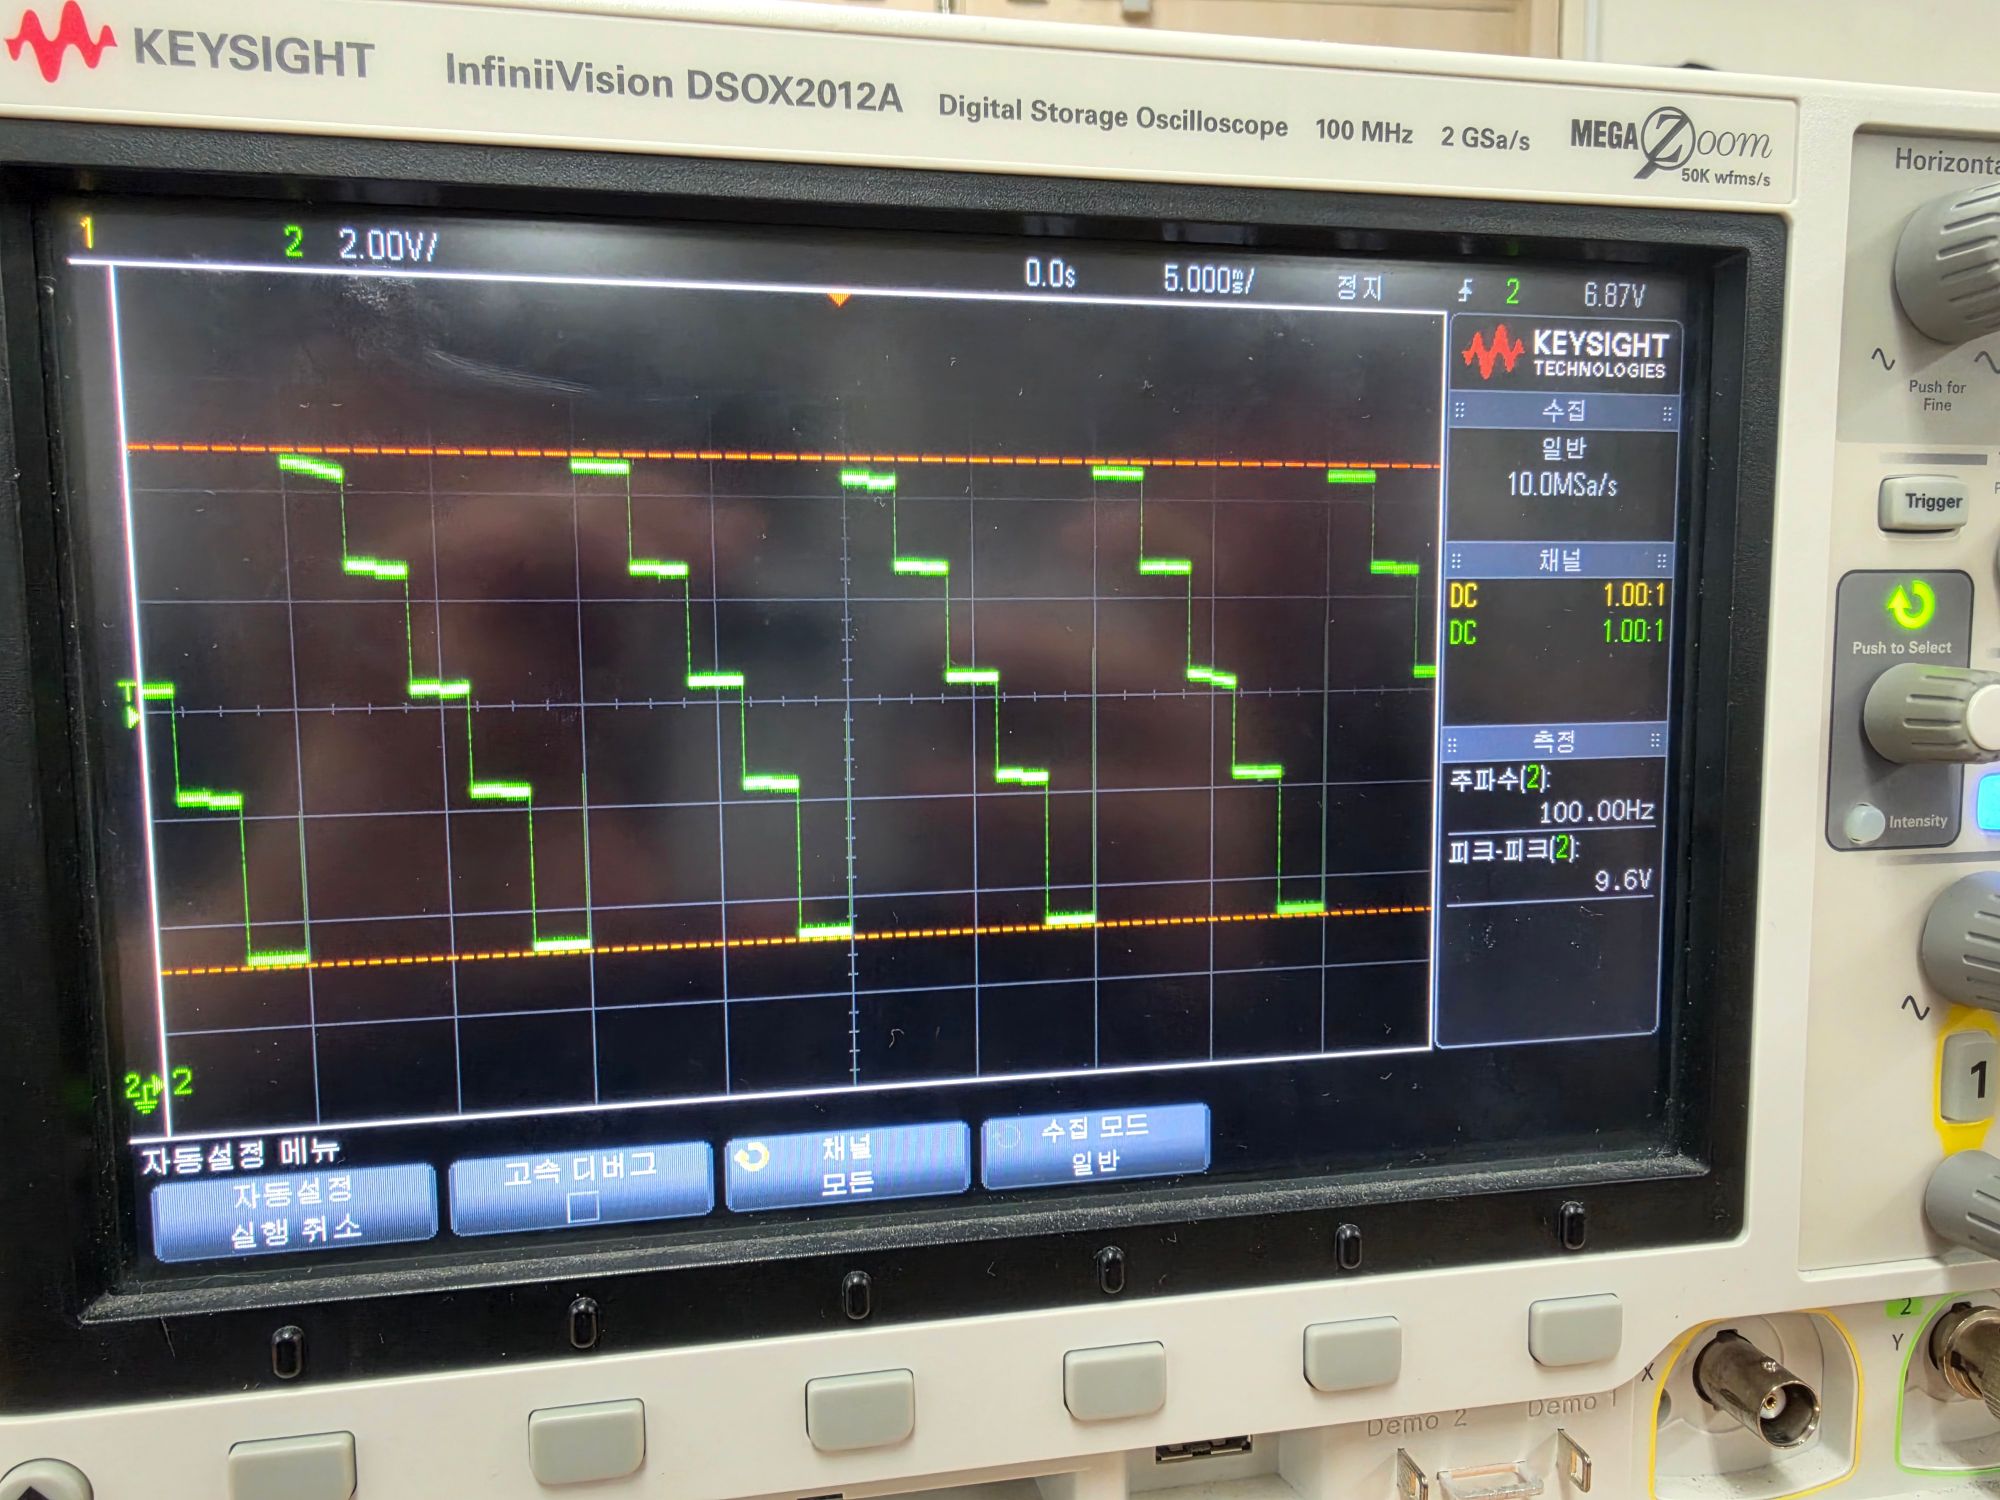 KEYSIGHT InfiniiVision DSOX2012A Digital Storage Oscilloscope 100 MHz 2 GSa/s MEGA Zoom
50K wfms/s
Horizonta
1 2 2.00V/ 0.0s 5.000ms/ 정지 2 6.87V
KEYSIGHT
TECHNOLOGIES
수집
일반
10.0MSa/s
채널
DC 1.00:1
DC 1.00:1
측정
주파수(2):
100.00Hz
피크-피크(2):
9.6V
T
2 2
자동설정 메뉴
자동설정
실행 취소
고속 디버그
채널
모든
수집 모드
일반
Push for
Fine
Trigger
Push to Select
Intensity
1
2
X
Y
Demo 2
Demo 1